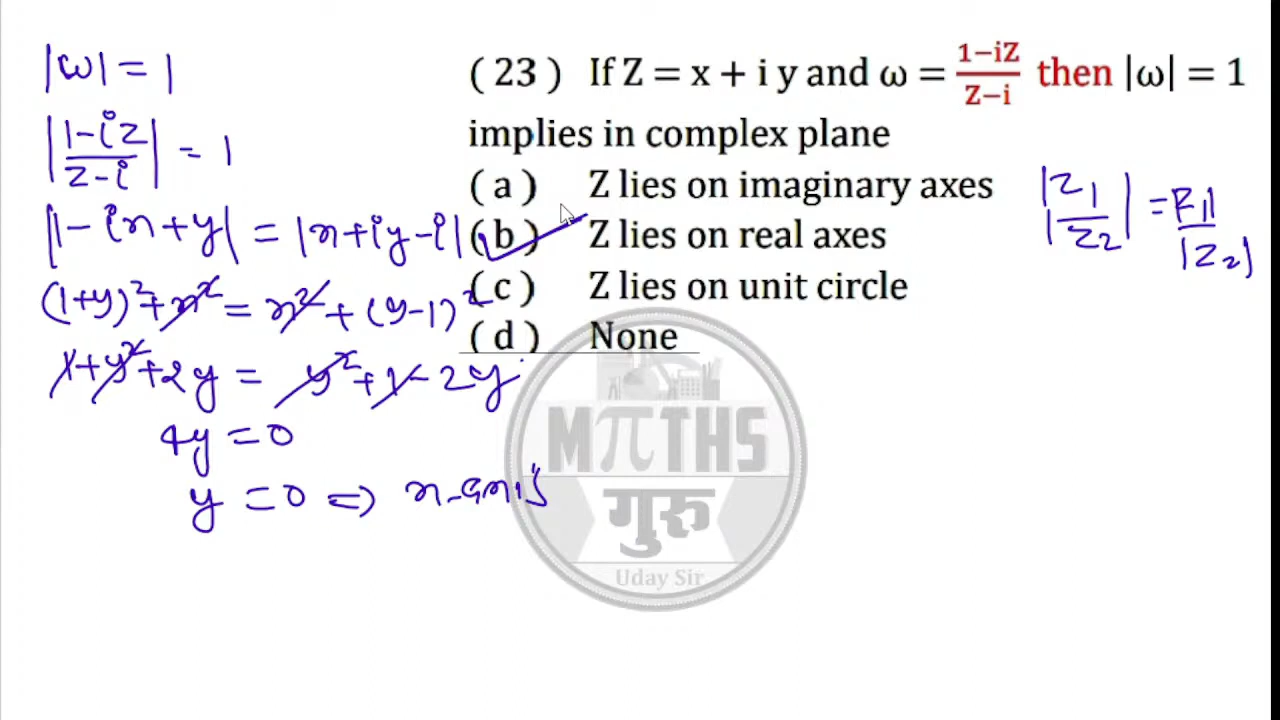 ( 23 ) If Z = x + i y and ω = (1−iZ)/(Z−i) then |ω| = 1
implies in complex plane
( a ) Z lies on imaginary axes
( b ) Z lies on real axes
( c ) Z lies on unit circle
( d ) None
|ω| = 1
|(1-iz)/(z-i)| = 1
|1-ix+y| = |x+iy-i|
(1+y)²+x² = x²+(y-1)²
1+y²+2y = y²+1-2y
4y = 0
y = 0 => x-axis
|z₁/z₂| = |z₁|/|z₂|
MπTHS
गुरु
Uday Sir